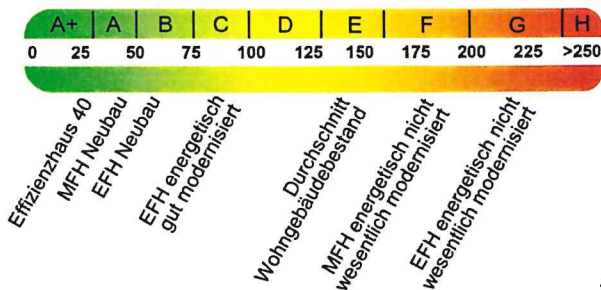 A+ A B C D E F G H
0 25 50 75 100 125 150 175 200 225 >250
Effizienzhaus 40
MFH Neubau
EFH Neubau
EFH energetisch
gut modernisiert
Durchschnitt
Wohngebäudebestand
MFH energetisch nicht
wesentlich modernisiert
EFH energetisch nicht
wesentlich modernisiert